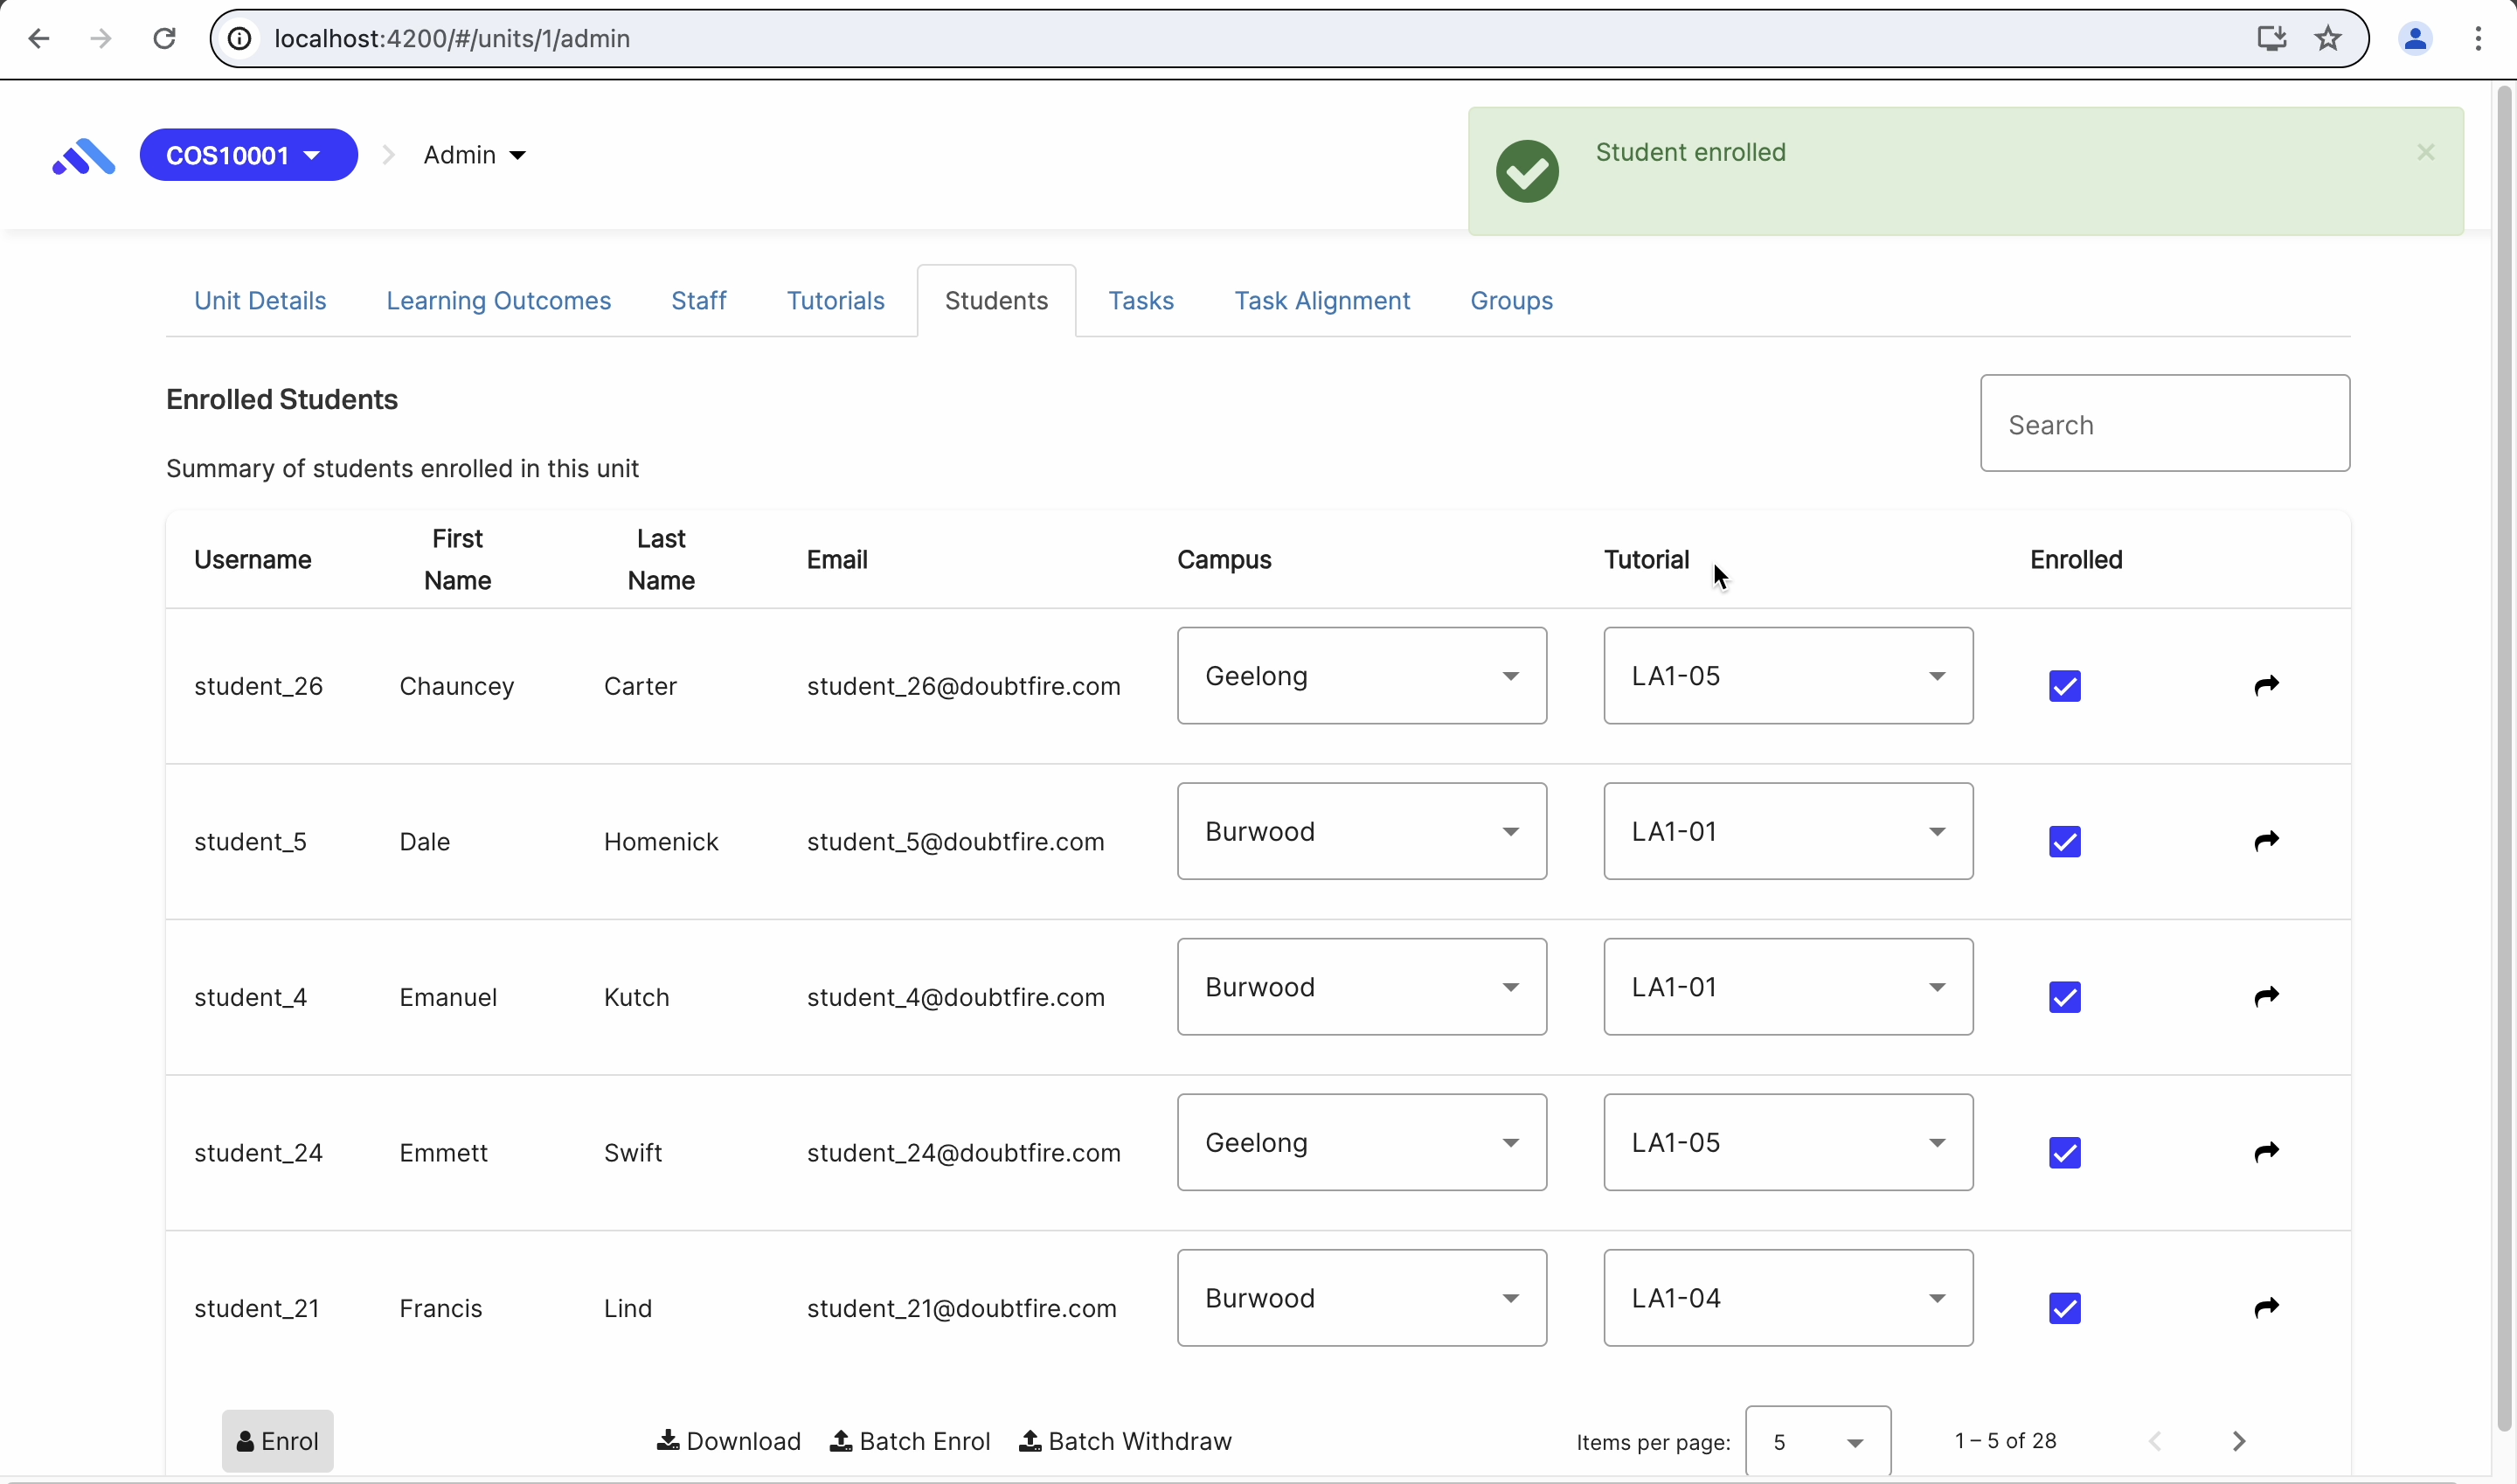 localhost:4200/#/units/1/admin
COS10001
Admin
Student enrolled
Unit Details Learning Outcomes Staff Tutorials Students Tasks Task Alignment Groups
Enrolled Students
Search
Summary of students enrolled in this unit
Username First Name Last Name Email Campus Tutorial Enrolled
student_26 Chauncey Carter student_26@doubtfire.com Geelong LA1-05
student_5 Dale Homenick student_5@doubtfire.com Burwood LA1-01
student_4 Emanuel Kutch student_4@doubtfire.com Burwood LA1-01
student_24 Emmett Swift student_24@doubtfire.com Geelong LA1-05
student_21 Francis Lind student_21@doubtfire.com Burwood LA1-04
Enrol Download Batch Enrol Batch Withdraw Items per page: 5 1 – 5 of 28